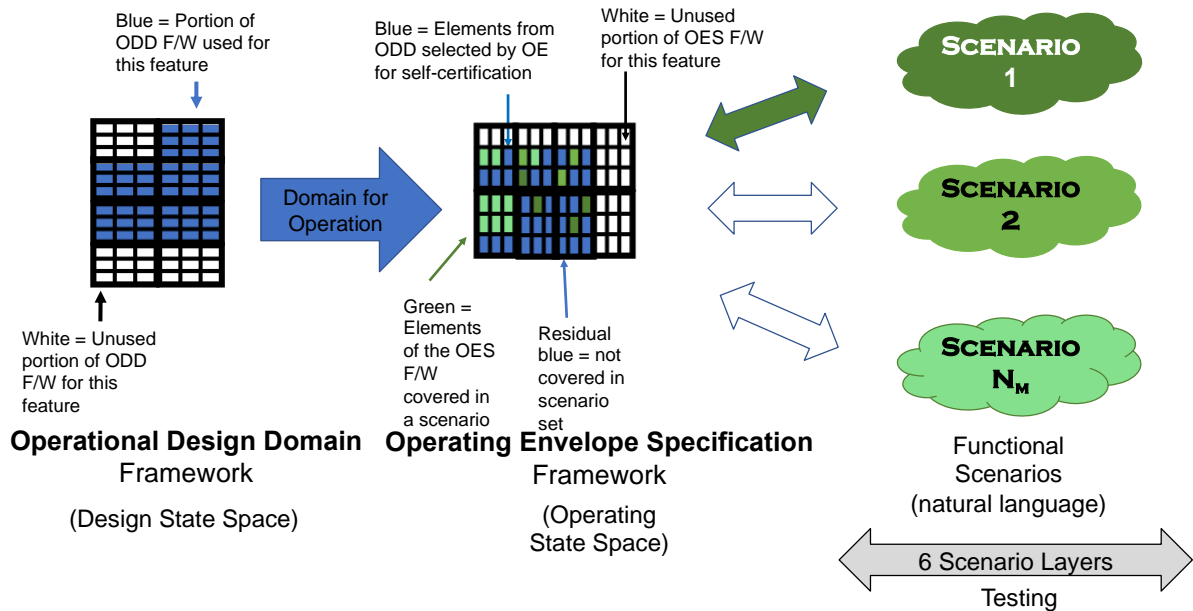 Blue = Portion of
ODD F/W used for
this feature
Blue = Elements from
ODD selected by OE
for self-certification
White = Unused
portion of OES F/W
for this feature
SCENARIO
1
Domain for
Operation
SCENARIO
2
White = Unused
portion of ODD
F/W for this
feature
Green =
Elements
of the OES
F/W
covered in
a scenario
Residual
blue = not
covered in
scenario
set
SCENARIO
NM
Operational Design Domain
Framework
(Design State Space)
Operating Envelope Specification
Framework
(Operating
State Space)
Functional
Scenarios
(natural language)
6 Scenario Layers
Testing